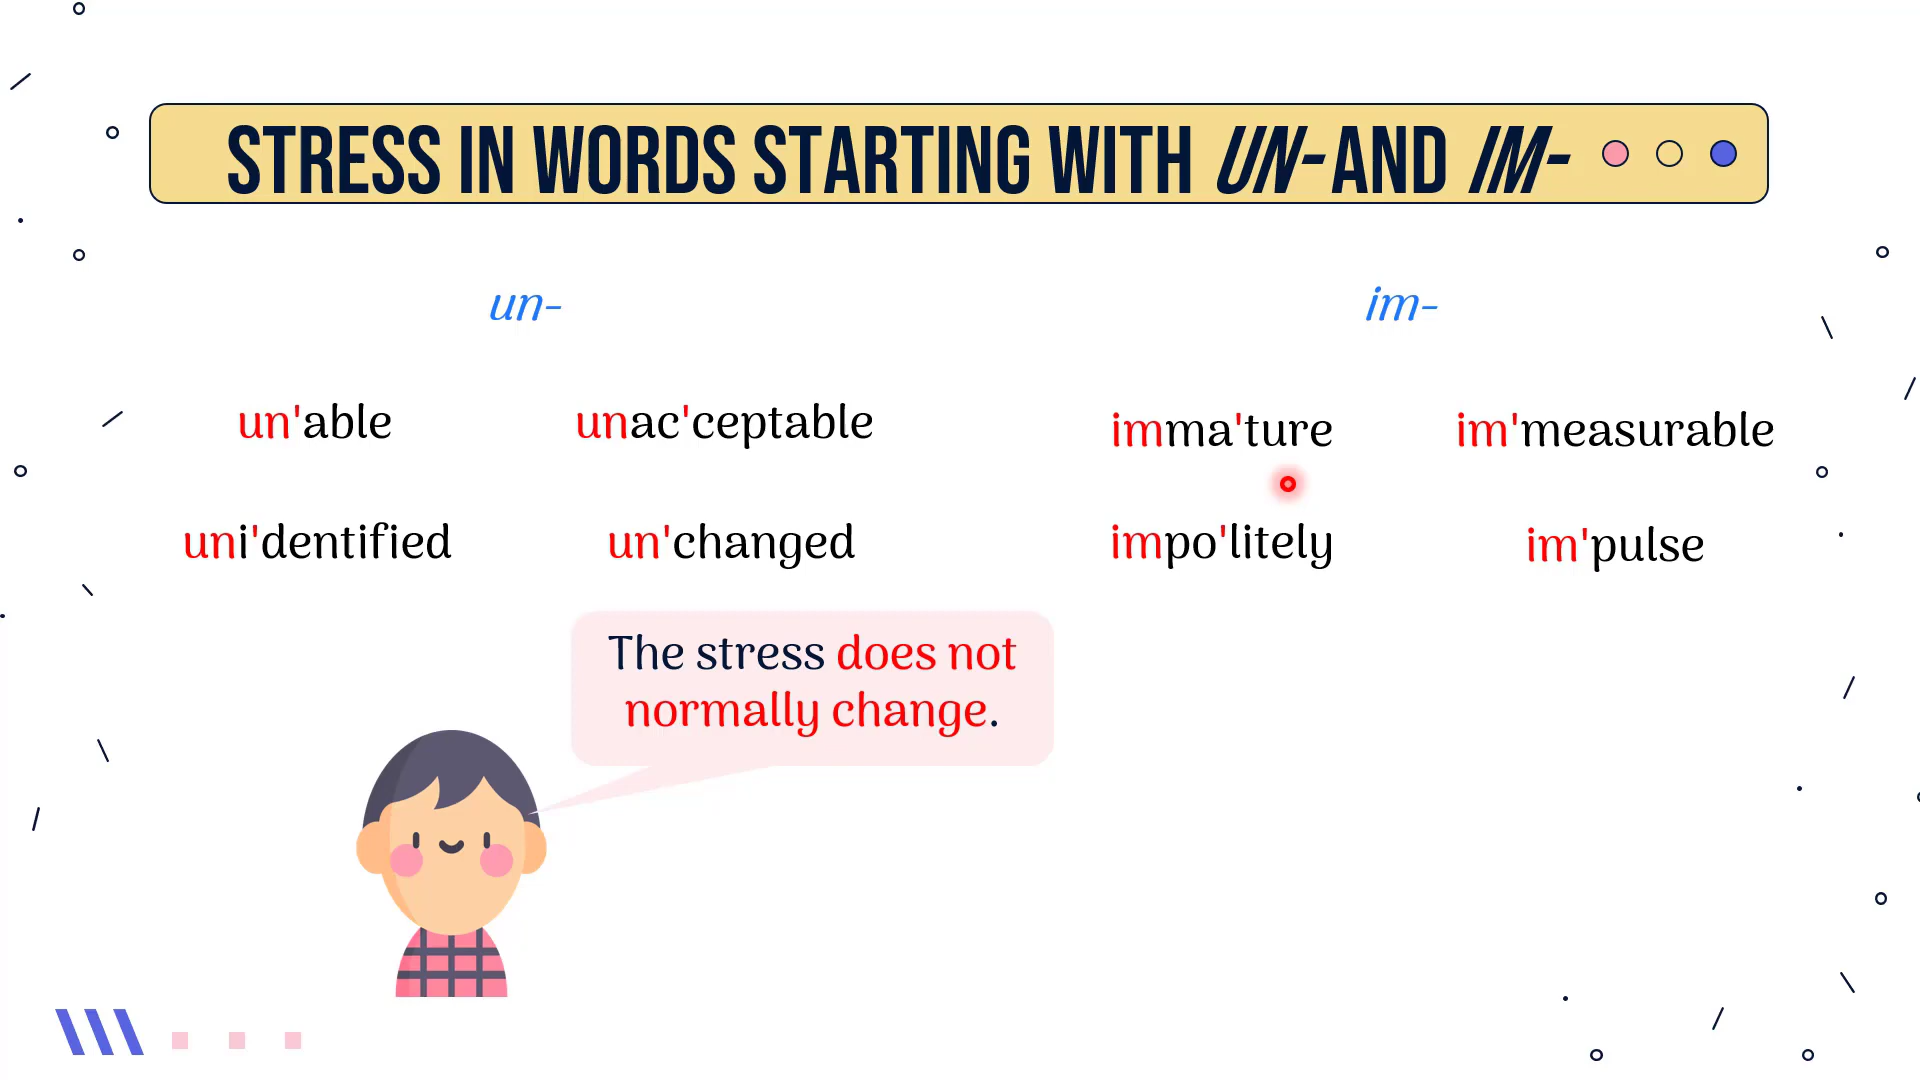 STRESS IN WORDS STARTING WITH UN- AND IM-
un-
im-
un'able
unac'ceptable
imma'ture
im'measurable
uni'dentified
un'changed
impo'litely
im'pulse
The stress does not
normally change.